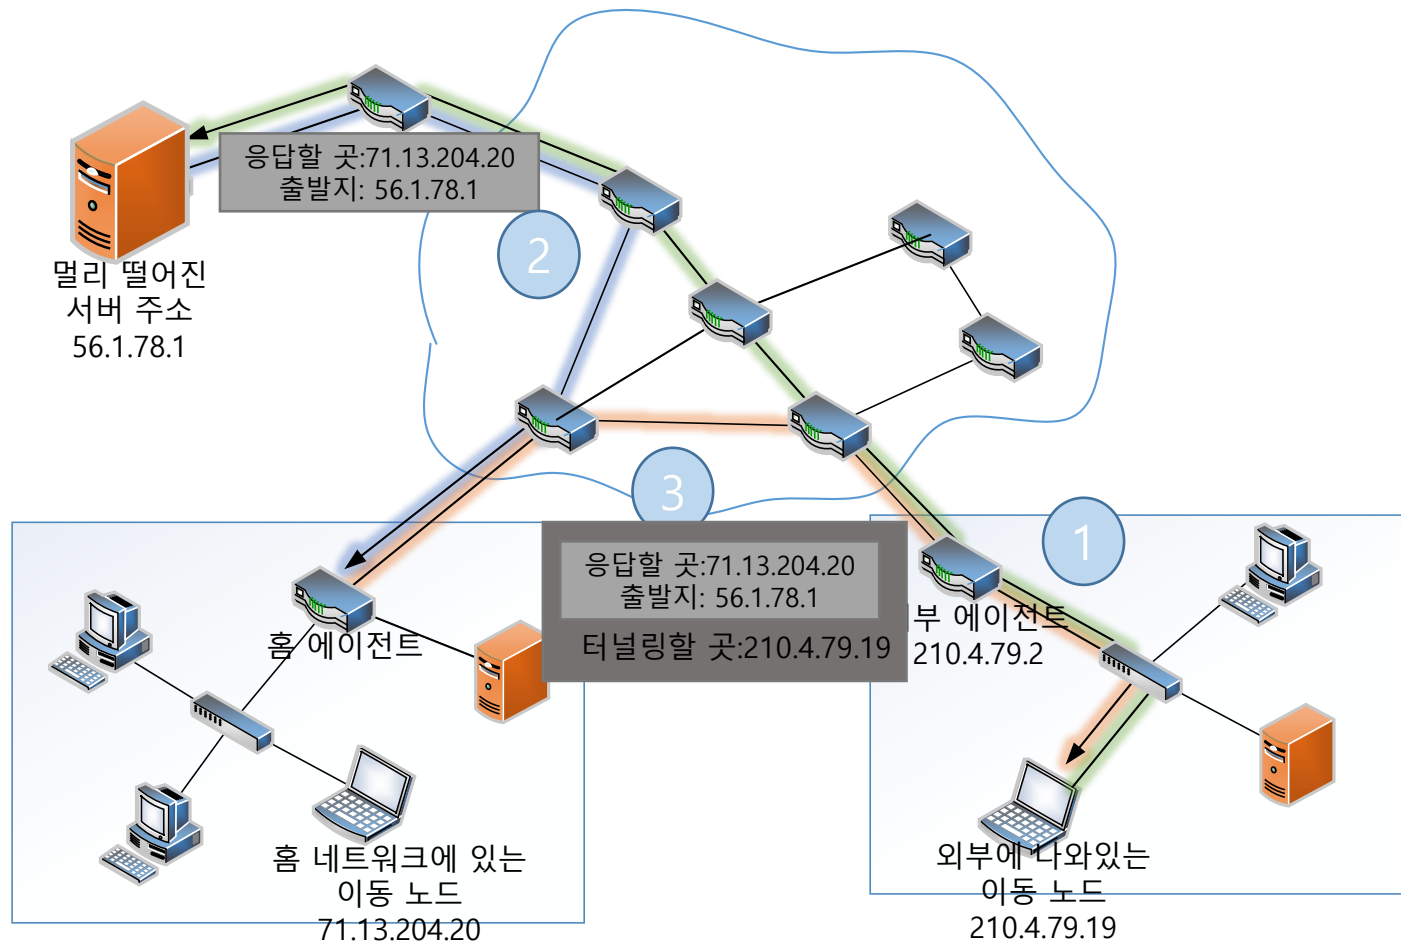 응답할 곳:71.13.204.20
출발지: 56.1.78.1
멀리 떨어진
서버 주소
56.1.78.1
2
3
1
응답할 곳:71.13.204.20
출발지: 56.1.78.1
터널링할 곳:210.4.79.19
부 에이전트
210.4.79.2
홈 에이전트
홈 네트워크에 있는
이동 노드
71.13.204.20
외부에 나와있는
이동 노드
210.4.79.19